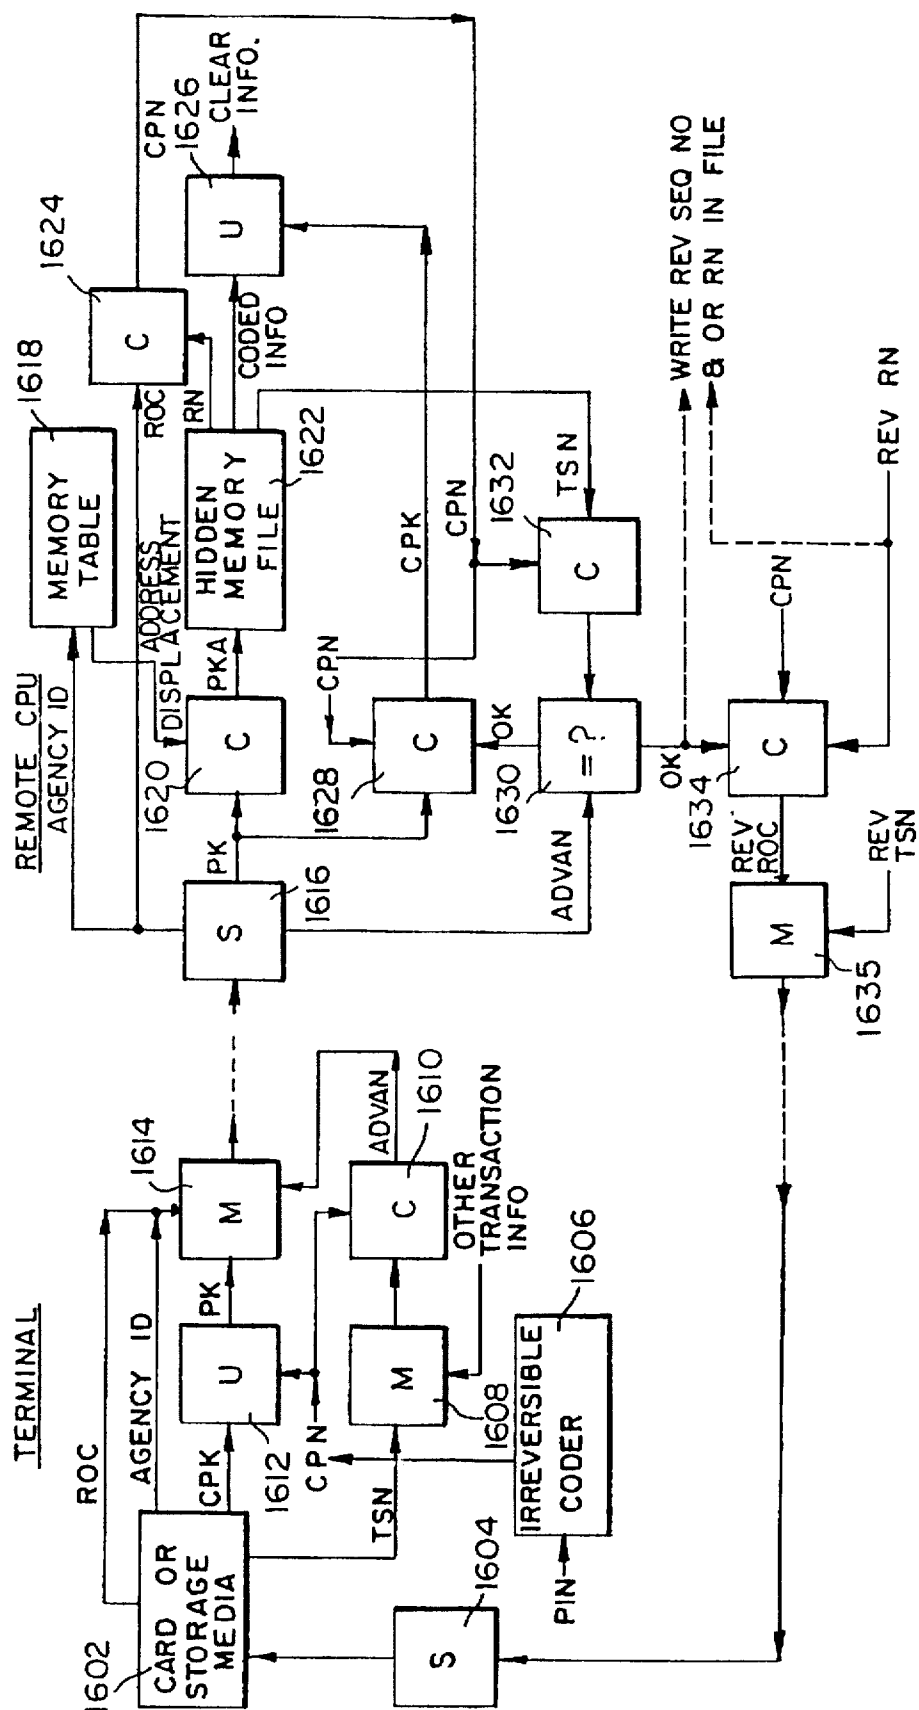 TERMINAL
1602
CARD OR
STORAGE
MEDIA
ROC
AGENCY ID
CPK
1612
U
PK
1614
M
TSN
CPN
M
1608
C
1610
ADVAN
OTHER
TRANSACTION
INFO
PIN
IRREVERSIBLE
CODER
1606
S
1604
REMOTE CPU
AGENCY ID
S
1616
PK
ADVAN
MEMORY
TABLE
1618
ROC
ADDRESS
DISPLACEMENT
1620
C
PKA
HIDDEN
MEMORY
FILE
1622
RN
C
1624
CPN
CODED
INFO
U
1626
CLEAR
INFO.
CPN
1628
C
CPK
CPN
OK
1630
= ?
C
1632
TSN
OK
WRITE REV SEQ NO
& OR RN IN FILE
1634
C
CPN
REV RN
REV
ROC
M
1635
REV
TSN